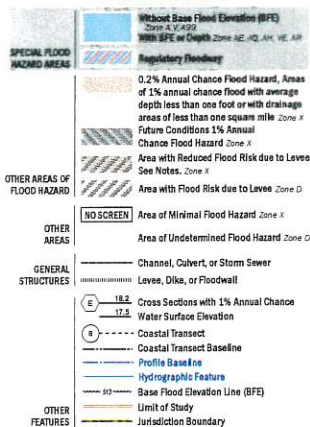 Without Base Flood Elevation (BFE)
Zone A, V, A99
With BFE or Depth Zone AE, AO, AH, VE, AR
SPECIAL FLOOD
HAZARD AREAS
Regulatory Floodway
0.2% Annual Chance Flood Hazard, Areas
of 1% annual chance flood with average
depth less than one foot or with drainage
areas of less than one square mile Zone X
Future Conditions 1% Annual
Chance Flood Hazard Zone X
Area with Reduced Flood Risk due to Levee
See Notes. Zone X
OTHER AREAS OF
FLOOD HAZARD
Area with Flood Risk due to Levee Zone D
NO SCREEN Area of Minimal Flood Hazard Zone X
OTHER
AREAS
Area of Undetermined Flood Hazard Zone D
GENERAL
STRUCTURES
Channel, Culvert, or Storm Sewer
Levee, Dike, or Floodwall
E 18.2 Cross Sections with 1% Annual Chance
17.5 Water Surface Elevation
8 Coastal Transect
Coastal Transect Baseline
Profile Baseline
Hydrographic Feature
513 Base Flood Elevation Line (BFE)
OTHER
FEATURES
Limit of Study
Jurisdiction Boundary